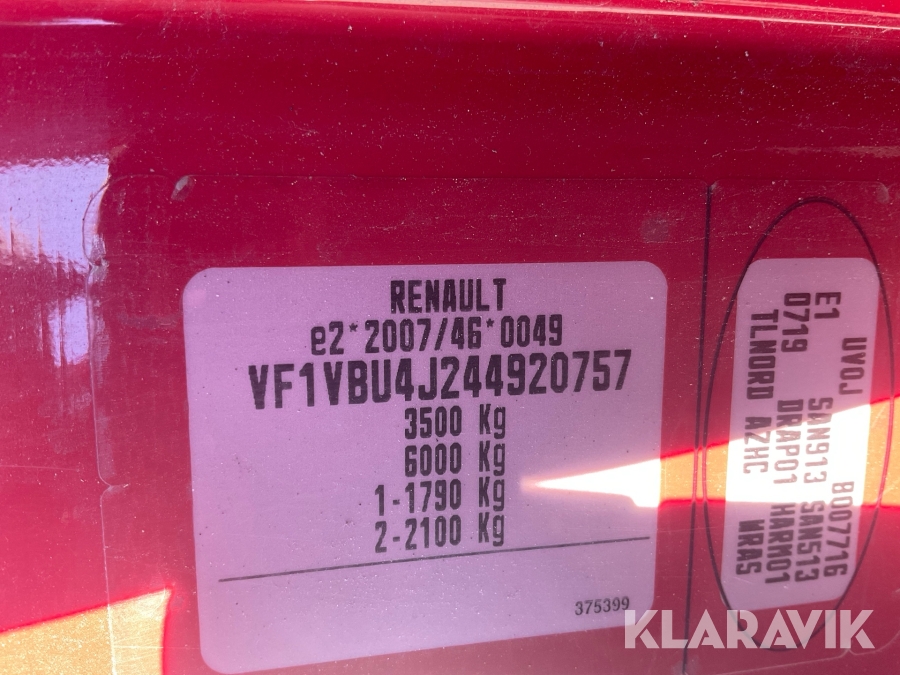 RENAULT
e2*2007/46*0049
VF1VBU4J244920757
3500 Kg
6000 Kg
1-1790 Kg
2-2100 Kg
375399
UVOJ B007716
E1 SAN913 SAN513
0719 DRAP01 HARM01
TLNORD AZHC MRAS
KLARAVIK